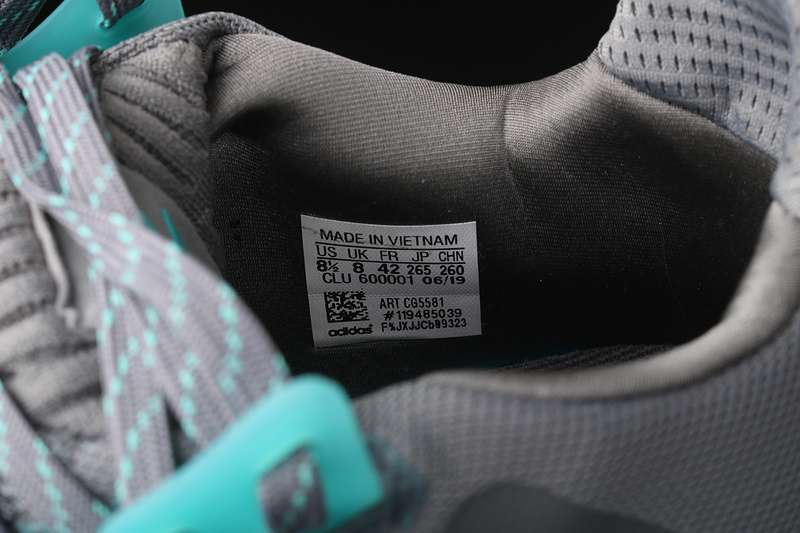 MADE IN VIETNAM
US UK FR JP CHN
8½ 8 42 265 260
CLU 600001 06/19
ART CG5581
#119485039
adidas F%JXJJCb09323